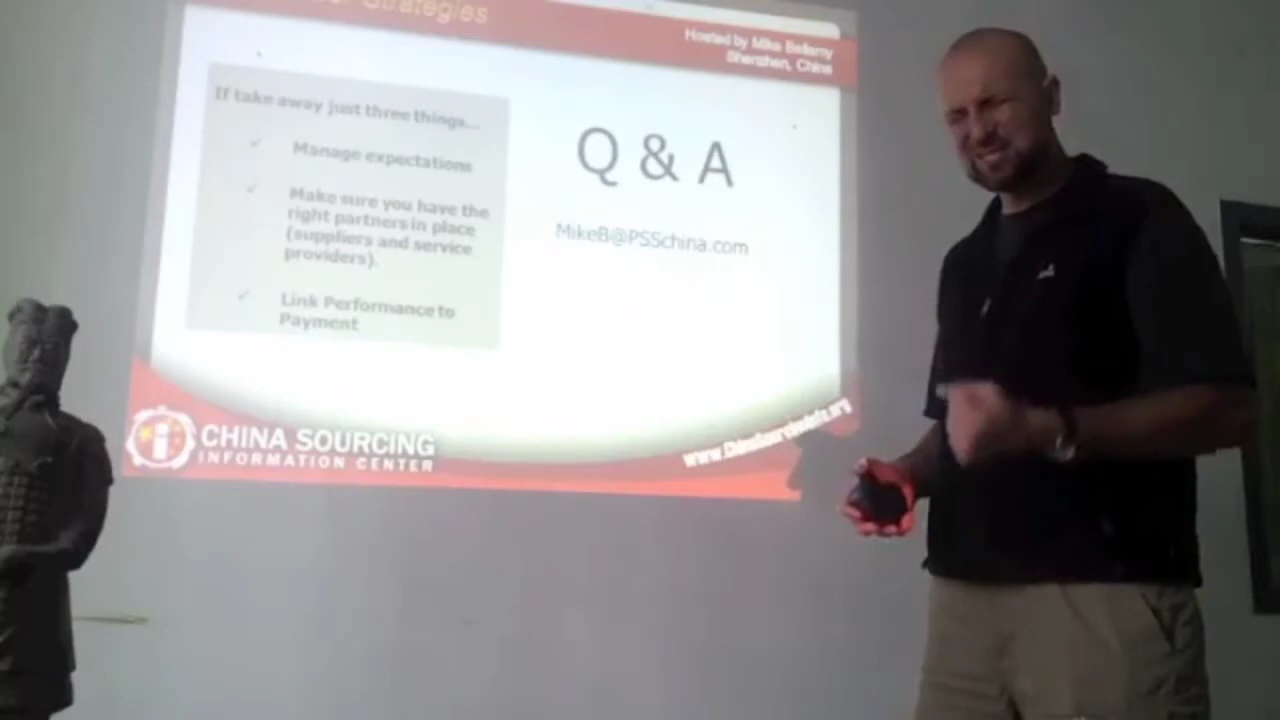 Strategies
Hosted by Mike Bellamy
Shenzhen, China
If take away just three things...
Manage expectations
Make sure you have the
right partners in place
(suppliers and service
providers).
Link Performance to
Payment
Q & A
MikeB@PSSchina.com
CHINA SOURCING
INFORMATION CENTER